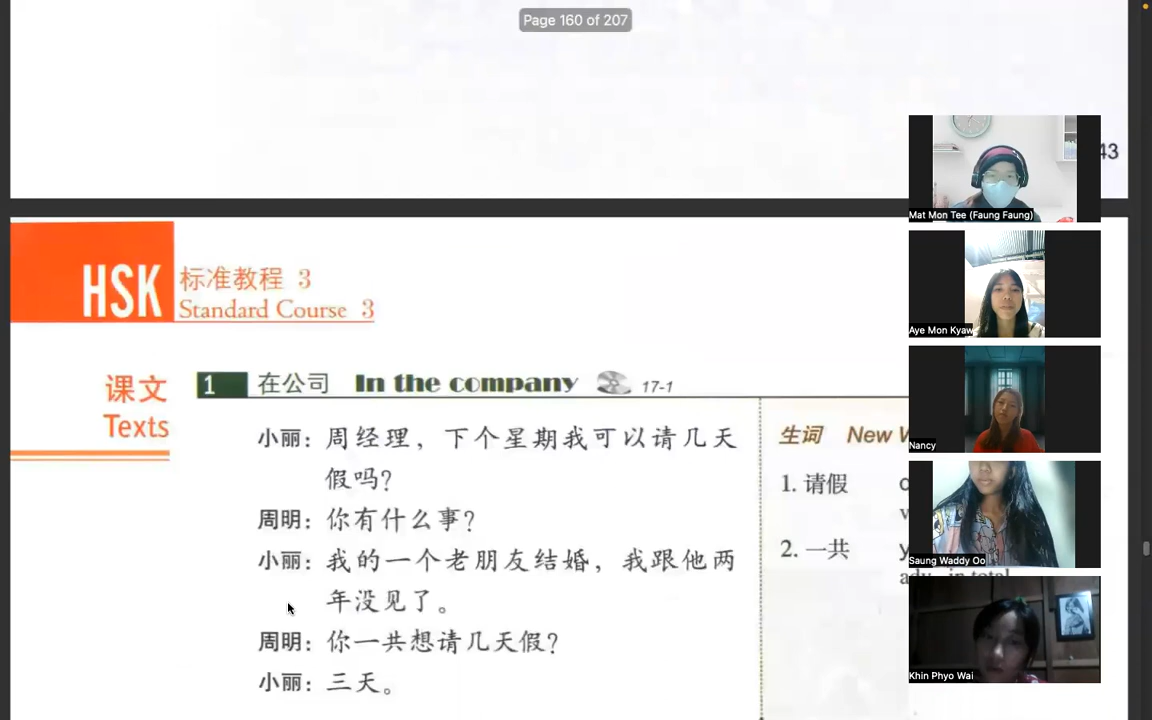 Page 160 of 207
43
HSK
标准教程 3
Standard Course 3
课文
Texts
1 在公司 In the company 17-1
小丽：周经理，下个星期我可以请几天
假吗？
周明：你有什么事？
小丽：我的一个老朋友结婚，我跟他两
年没见了。
周明：你一共想请几天假？
小丽：三天。
生词 New
1. 请假
2. 一共
adv. in total
Mat Mon Tee (Faung Faung)
Aye Mon Kyaw
Nancy
Saung Waddy Oo
Khin Phyo Wai